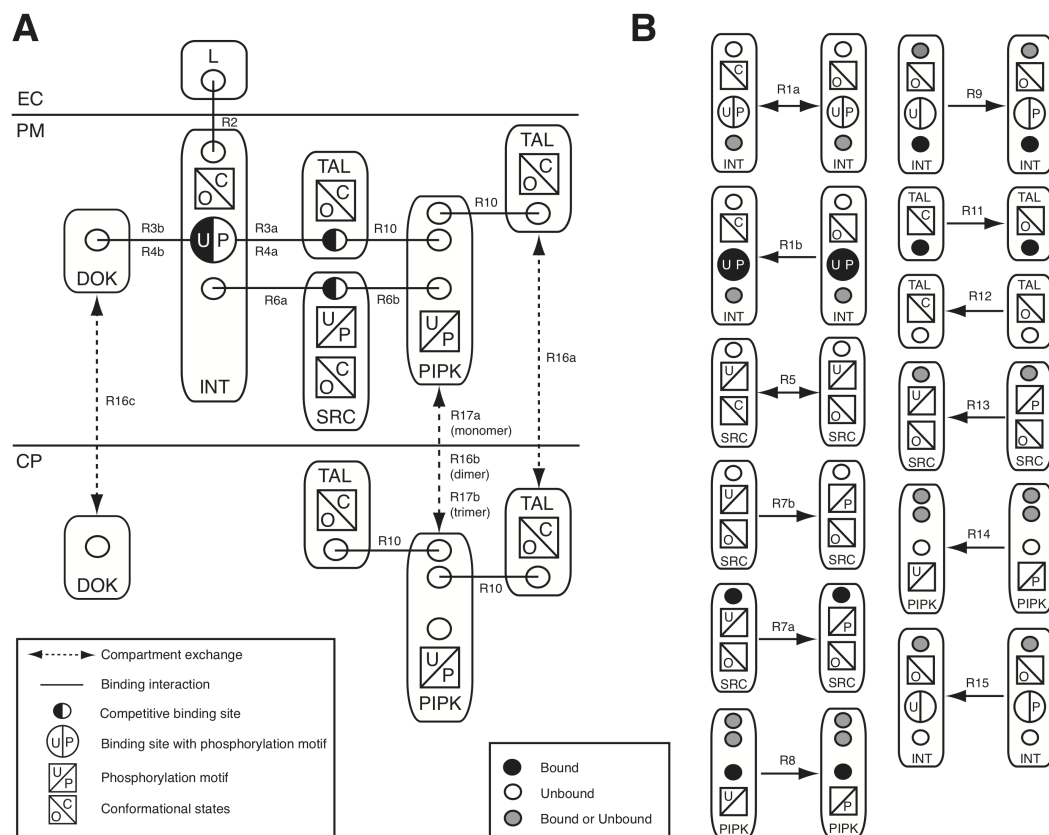 A
L
EC
PM
R2
TAL
C
O
TAL
C
O
C
O
R10
R3b
U P
R3a
R10
R4b
R4a
DOK
R6a
R6b
U
P
U
P
INT
C
O
PIPK
SRC
R16c
R16a
R17a
(monomer)
CP
R16b
(dimer)
R17b
(trimer)
TAL
C
O
TAL
C
O
R10
R10
DOK
U
P
PIPK
Compartment exchange
Binding interaction
Competitive binding site
U P
Binding site with phosphorylation motif
U
P
Phosphorylation motif
C
O
Conformational states
Bound
Unbound
Bound or Unbound
B
C
U P
INT
R1a
O
U P
INT
C
U P
INT
R1b
O
U P
INT
U
C
SRC
R5
U
O
SRC
U
O
SRC
R7b
P
O
SRC
U
O
SRC
R7a
P
O
SRC
U
PIPK
R8
P
PIPK
O
U
INT
R9
O
P
INT
TAL
C
R11
TAL
O
TAL
C
R12
TAL
O
U
O
SRC
R13
P
O
SRC
U
PIPK
R14
P
PIPK
O
U
INT
R15
O
P
INT